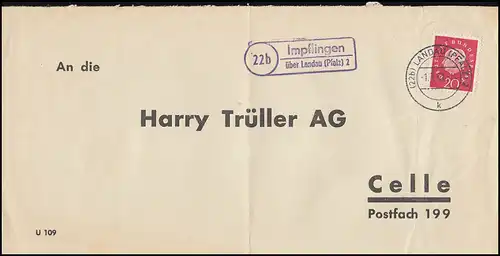 22b
Impflingen
über Landau (Pfalz) 2
(22b) LANDAU (PFALZ) 2
k
20
An die
Harry Trüller AG
Celle
Postfach 199
U 109